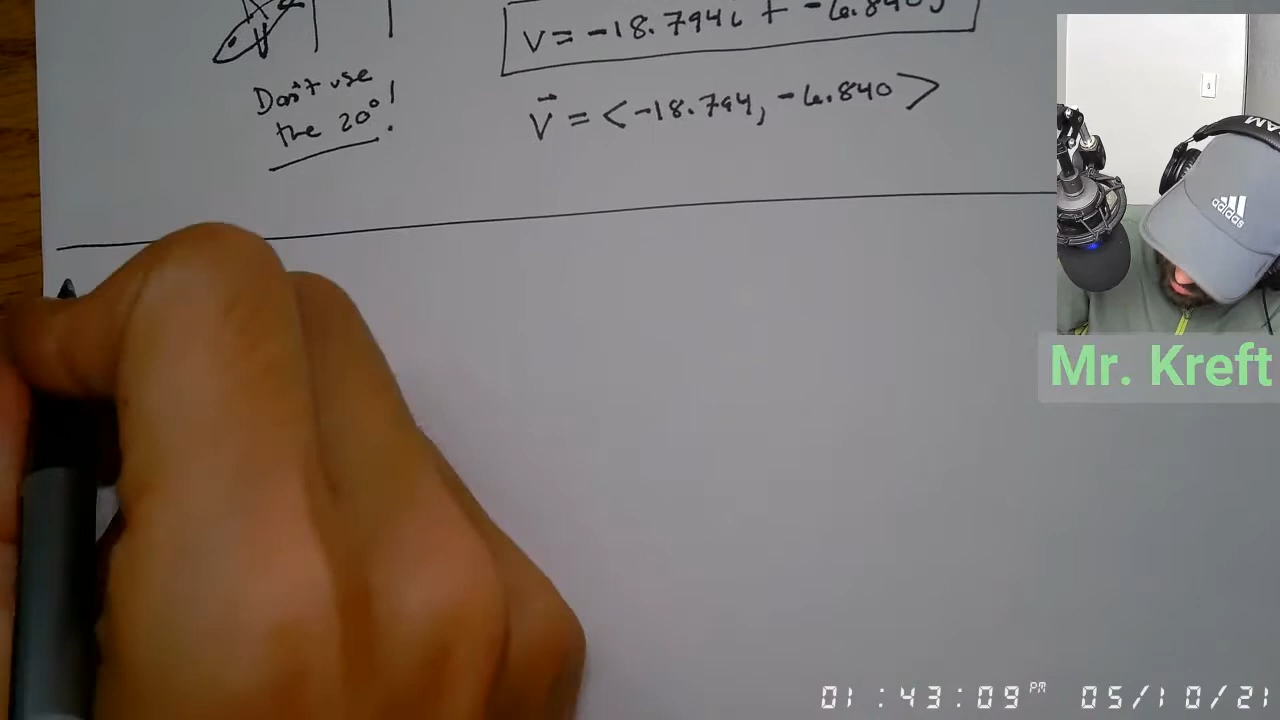 V = -18.794i + -6.840j
Don't use
the 20°!
V = <-18.794, -6.840>
adidas
Mr. Kreft
01:43:09 PM 05/10/21